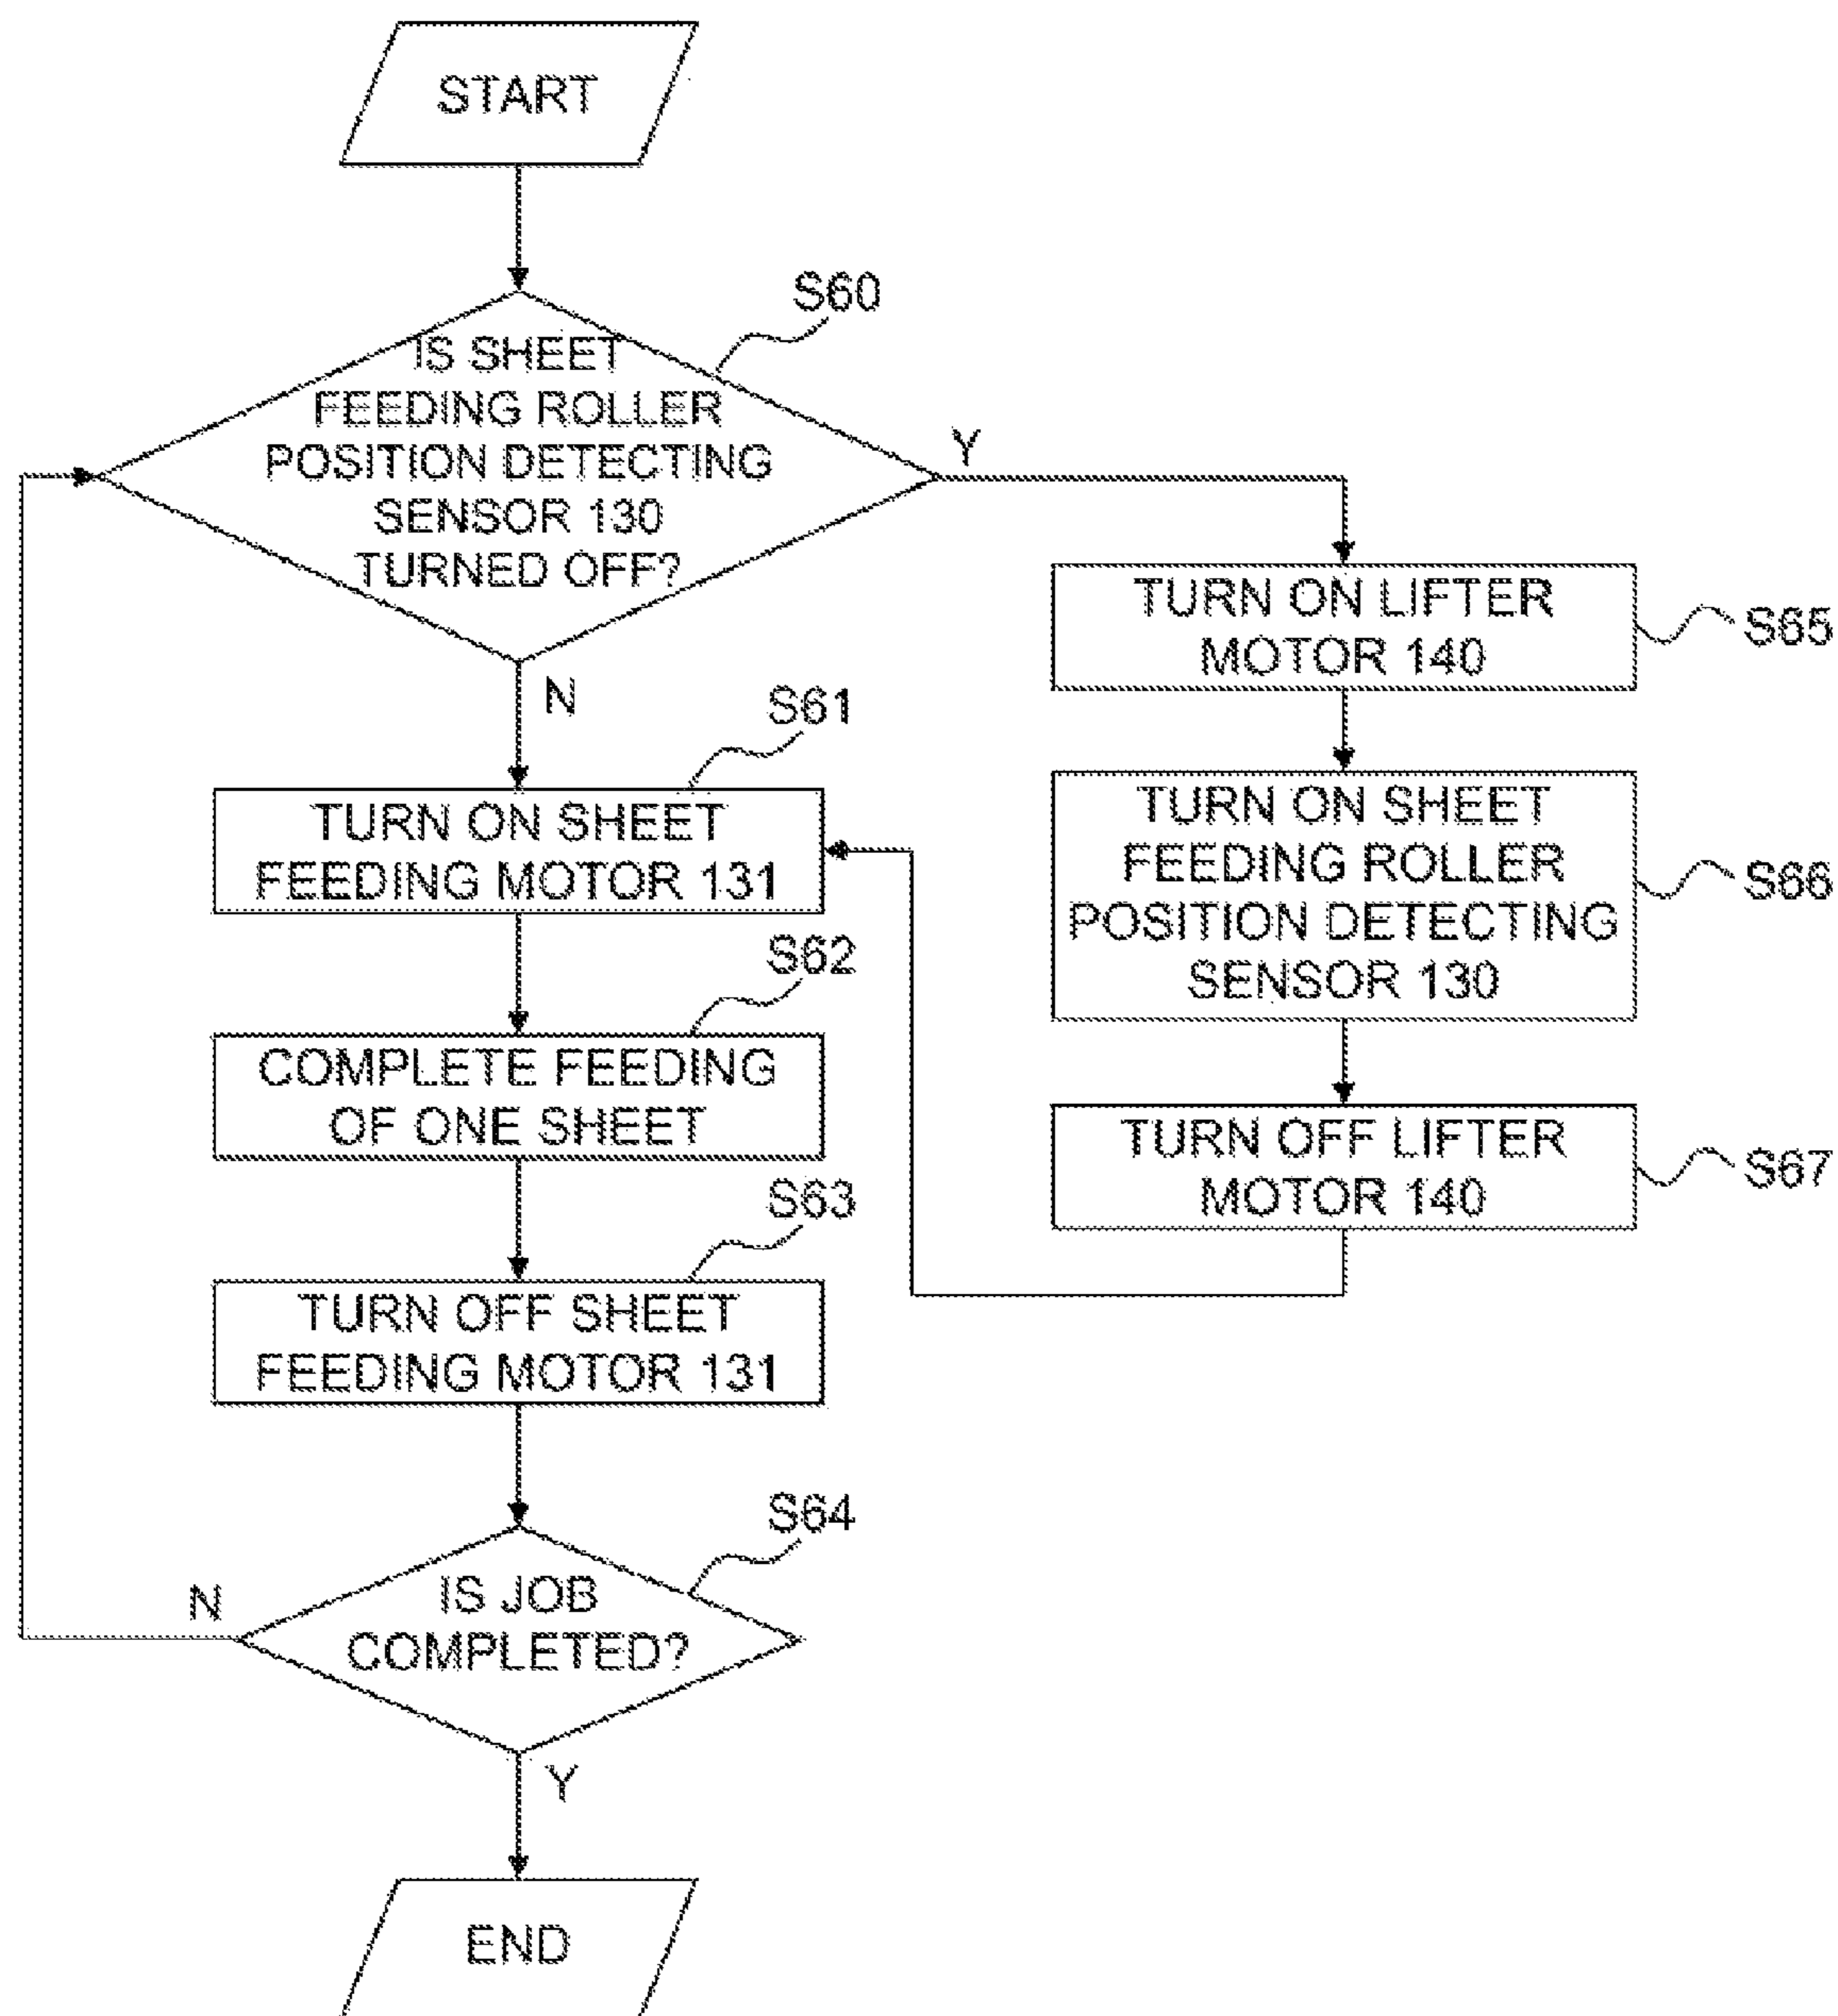 START
S60
IS SHEET
FEEDING ROLLER
POSITION DETECTING
SENSOR 130
TURNED OFF?
Y
N
S61
TURN ON SHEET
FEEDING MOTOR 131
S62
COMPLETE FEEDING
OF ONE SHEET
S63
TURN OFF SHEET
FEEDING MOTOR 131
S64
IS JOB
COMPLETED?
N
Y
END
TURN ON LIFTER
MOTOR 140
S65
TURN ON SHEET
FEEDING ROLLER
POSITION DETECTING
SENSOR 130
S66
TURN OFF LIFTER
MOTOR 140
S67